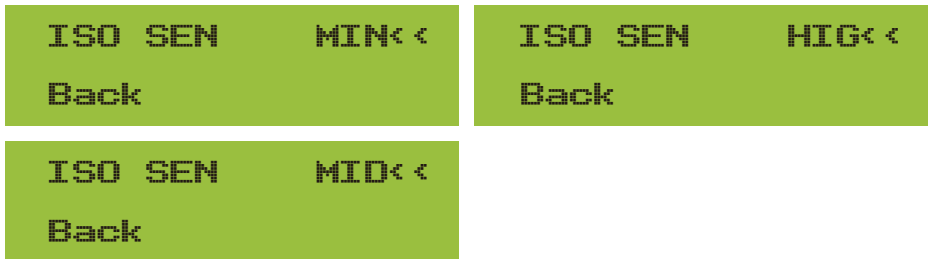 ISO SEN MIN<<
Back
ISO SEN HIG<<
Back
ISO SEN MID<<
Back